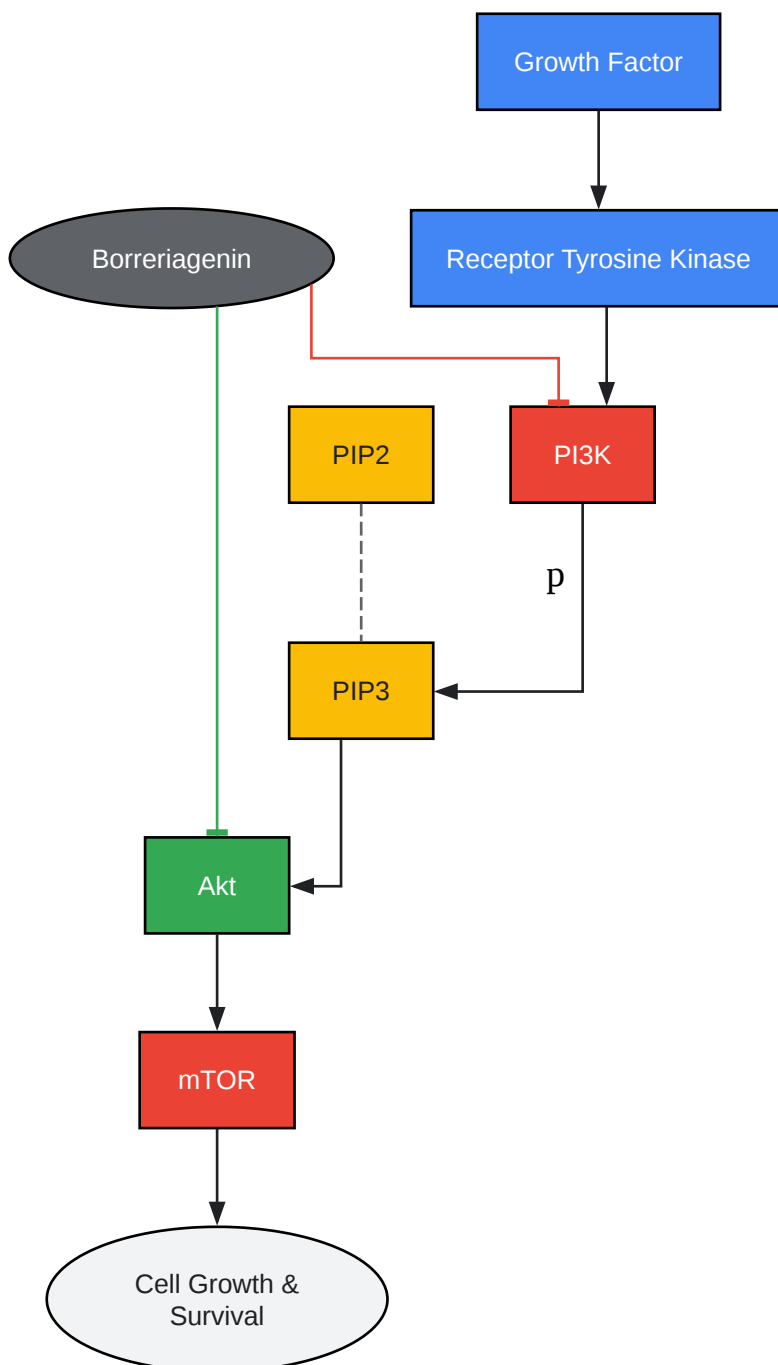 Growth Factor
Borreriagenin
Receptor Tyrosine Kinase
PIP2
PI3K
p
PIP3
Akt
mTOR
Cell Growth &
Survival